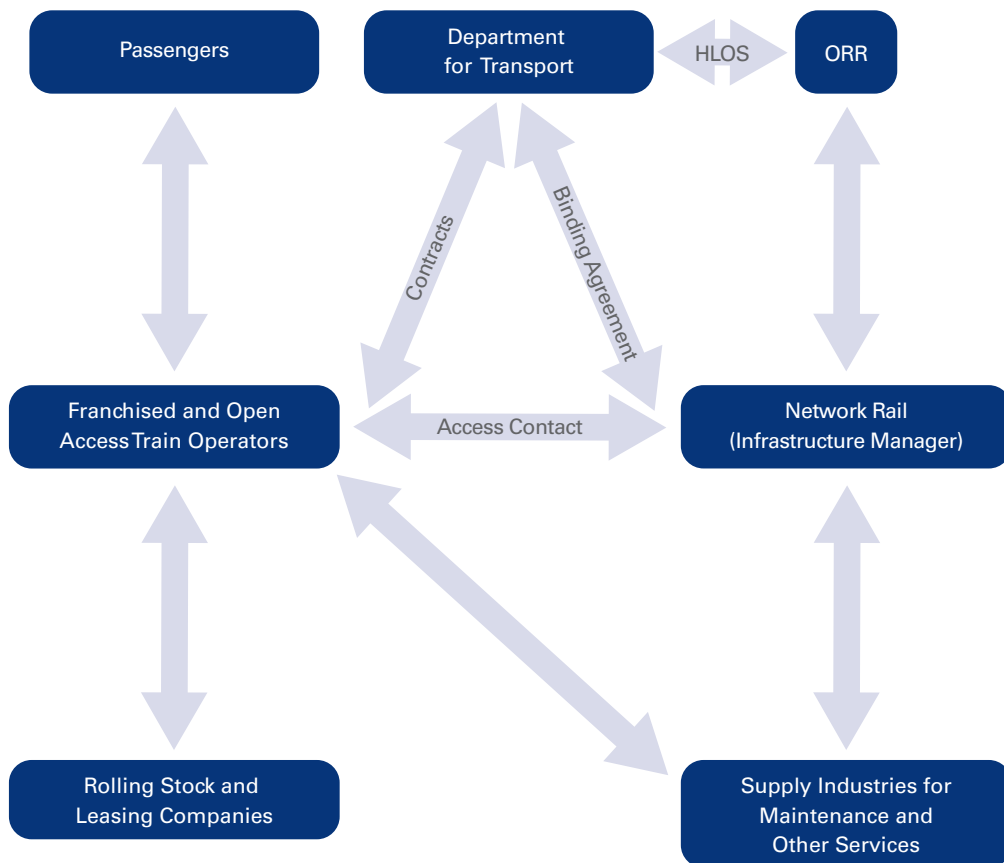 Passengers
Department
for Transport
HLOS
ORR
Contracts
Binding Agreement
Franchised and Open
Access Train Operators
Access Contact
Network Rail
(Infrastructure Manager)
Rolling Stock and
Leasing Companies
Supply Industries for
Maintenance and
Other Services